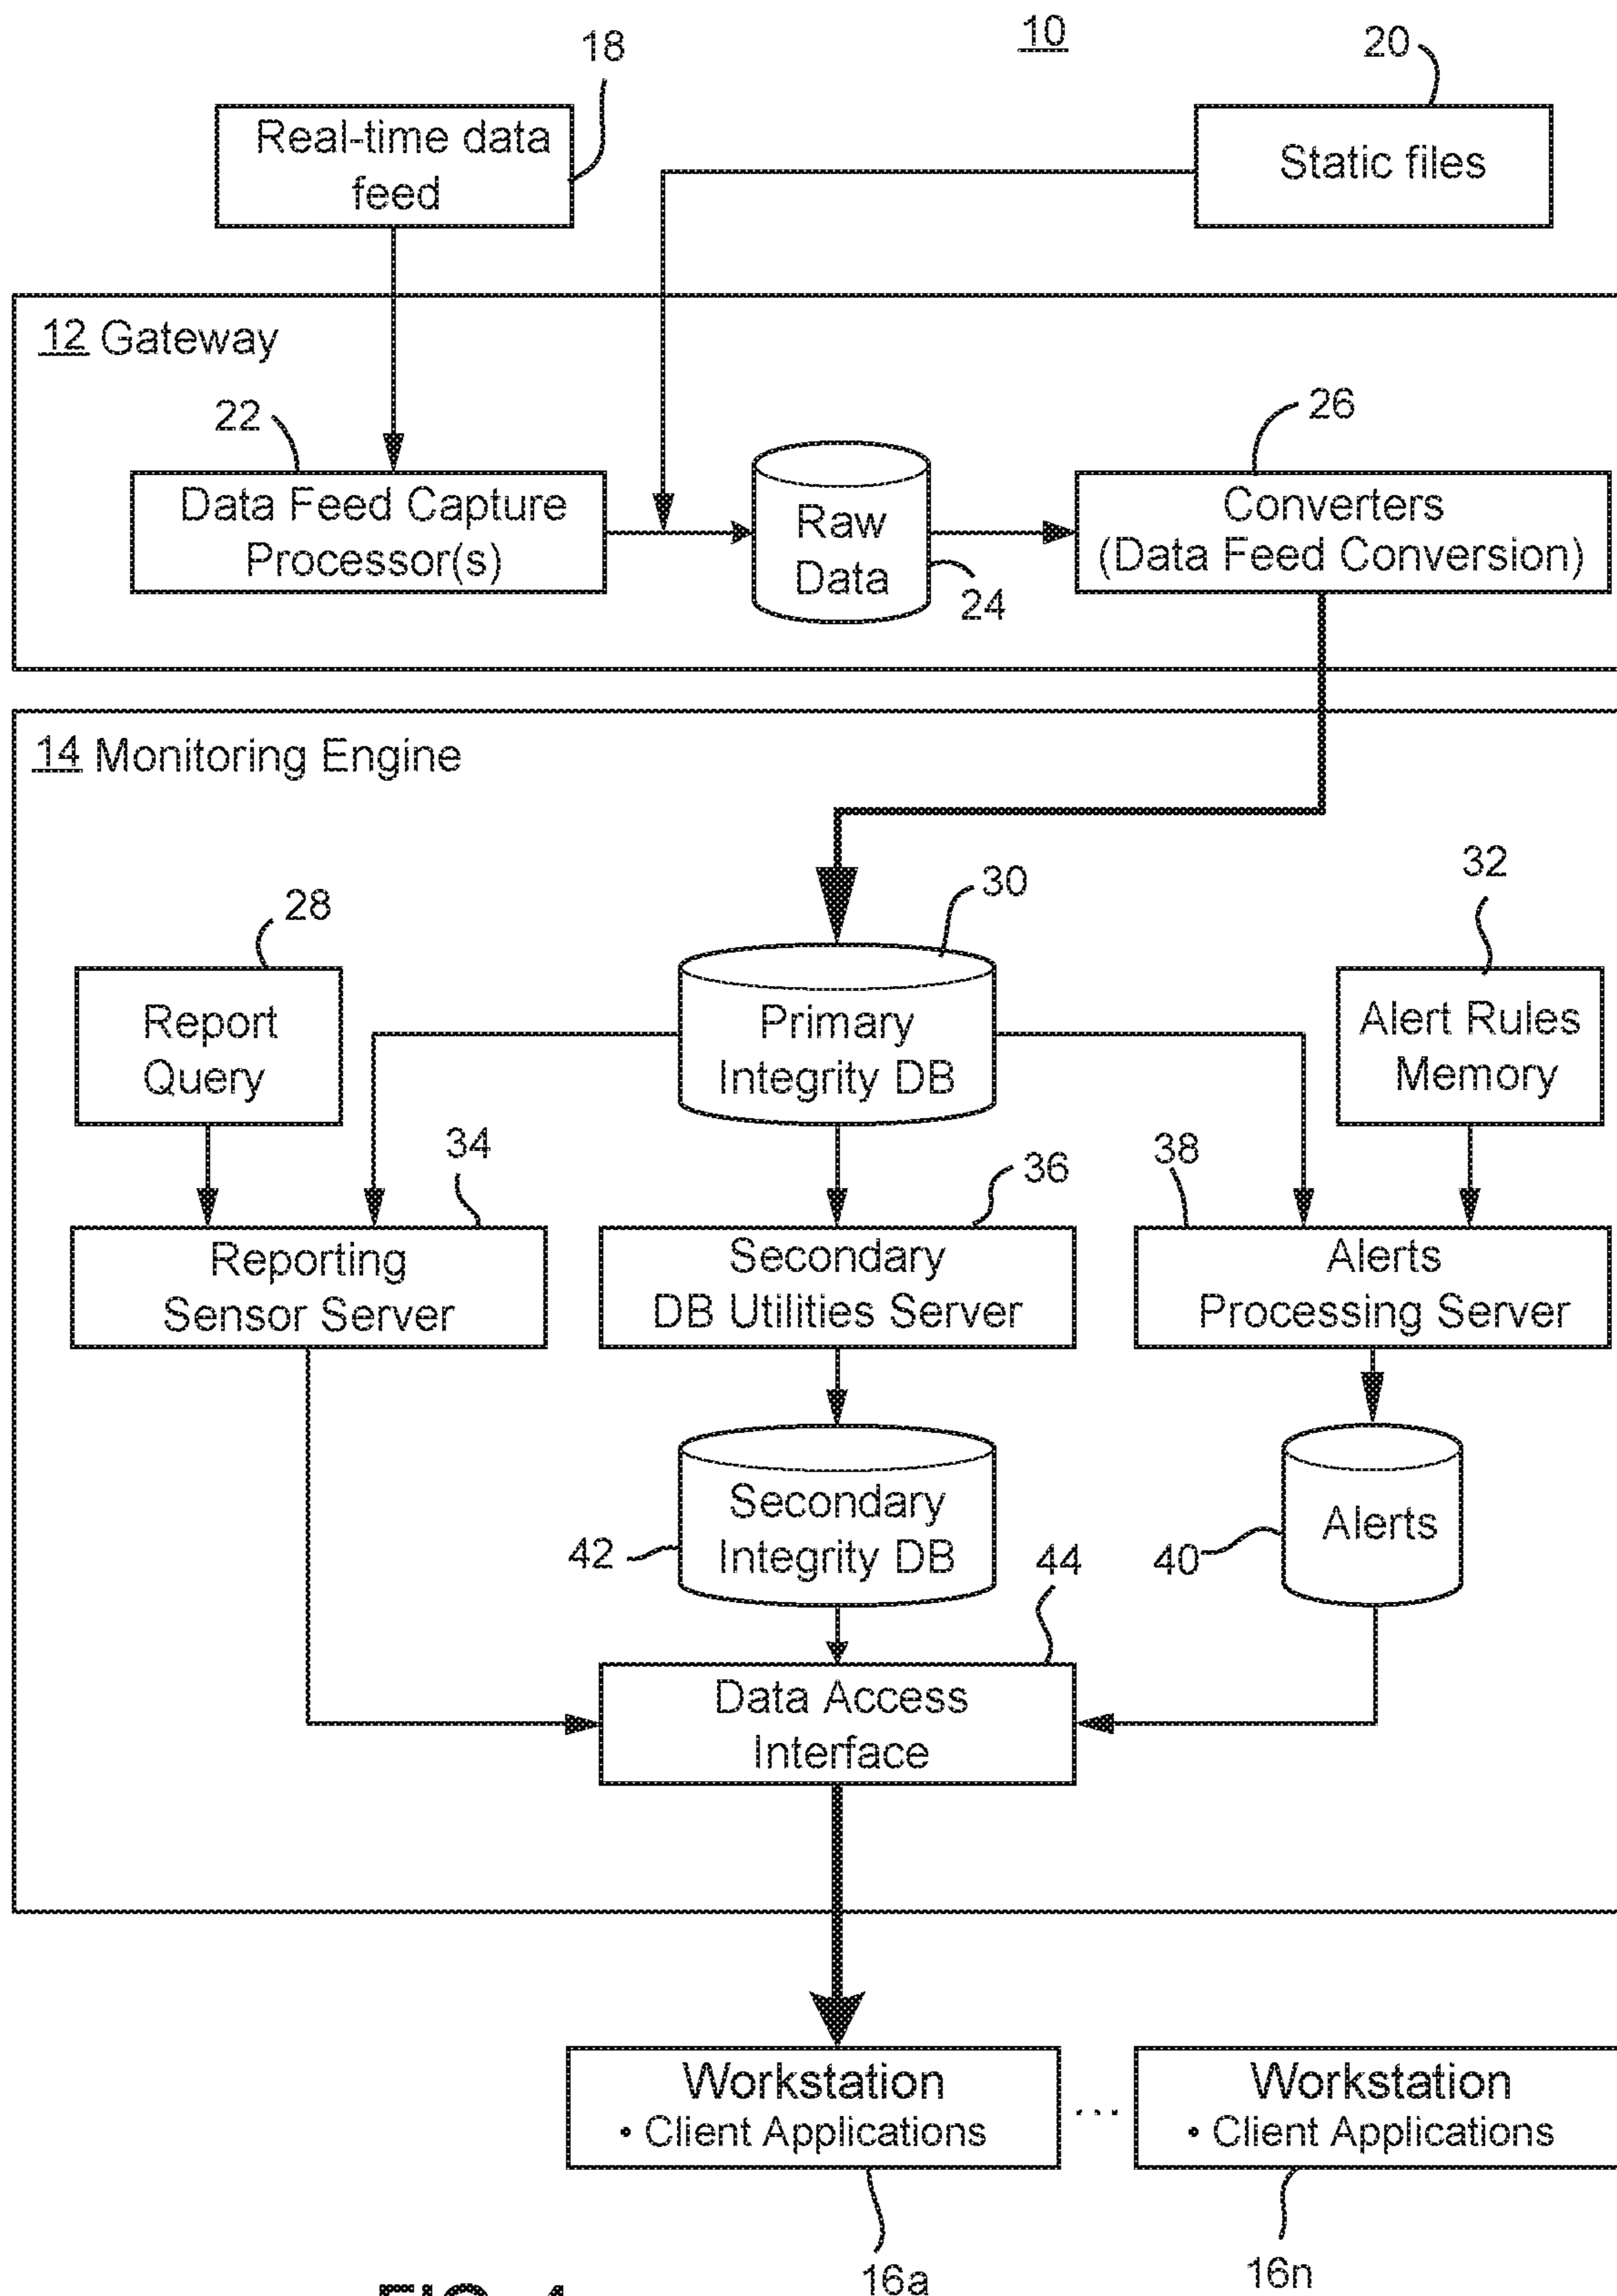 10
18
20
Real-time data
feed
Static files
12 Gateway
22
26
Data Feed Capture
Processor(s)
Raw
Data
24
Converters
(Data Feed Conversion)
14 Monitoring Engine
28
30
32
Report
Query
Primary
Integrity DB
Alert Rules
Memory
34
36
38
Reporting
Sensor Server
Secondary
DB Utilities Server
Alerts
Processing Server
Secondary
Integrity DB
Alerts
42
44
40
Data Access
Interface
Workstation
• Client Applications
...
Workstation
• Client Applications
16a
16n